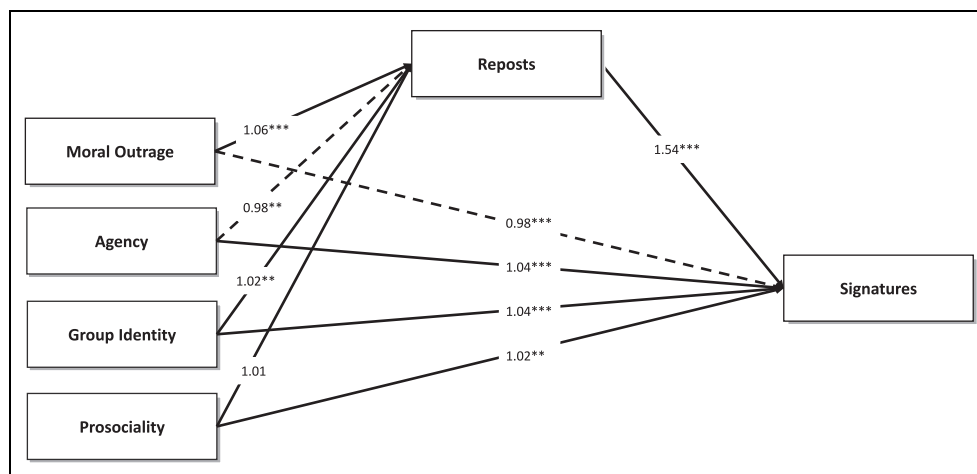 Reposts
1.06***
Moral Outrage
1.54***
0.98**
0.98***
Agency
1.04***
1.02**
Signatures
1.04***
Group Identity
1.02**
1.01
Prosociality